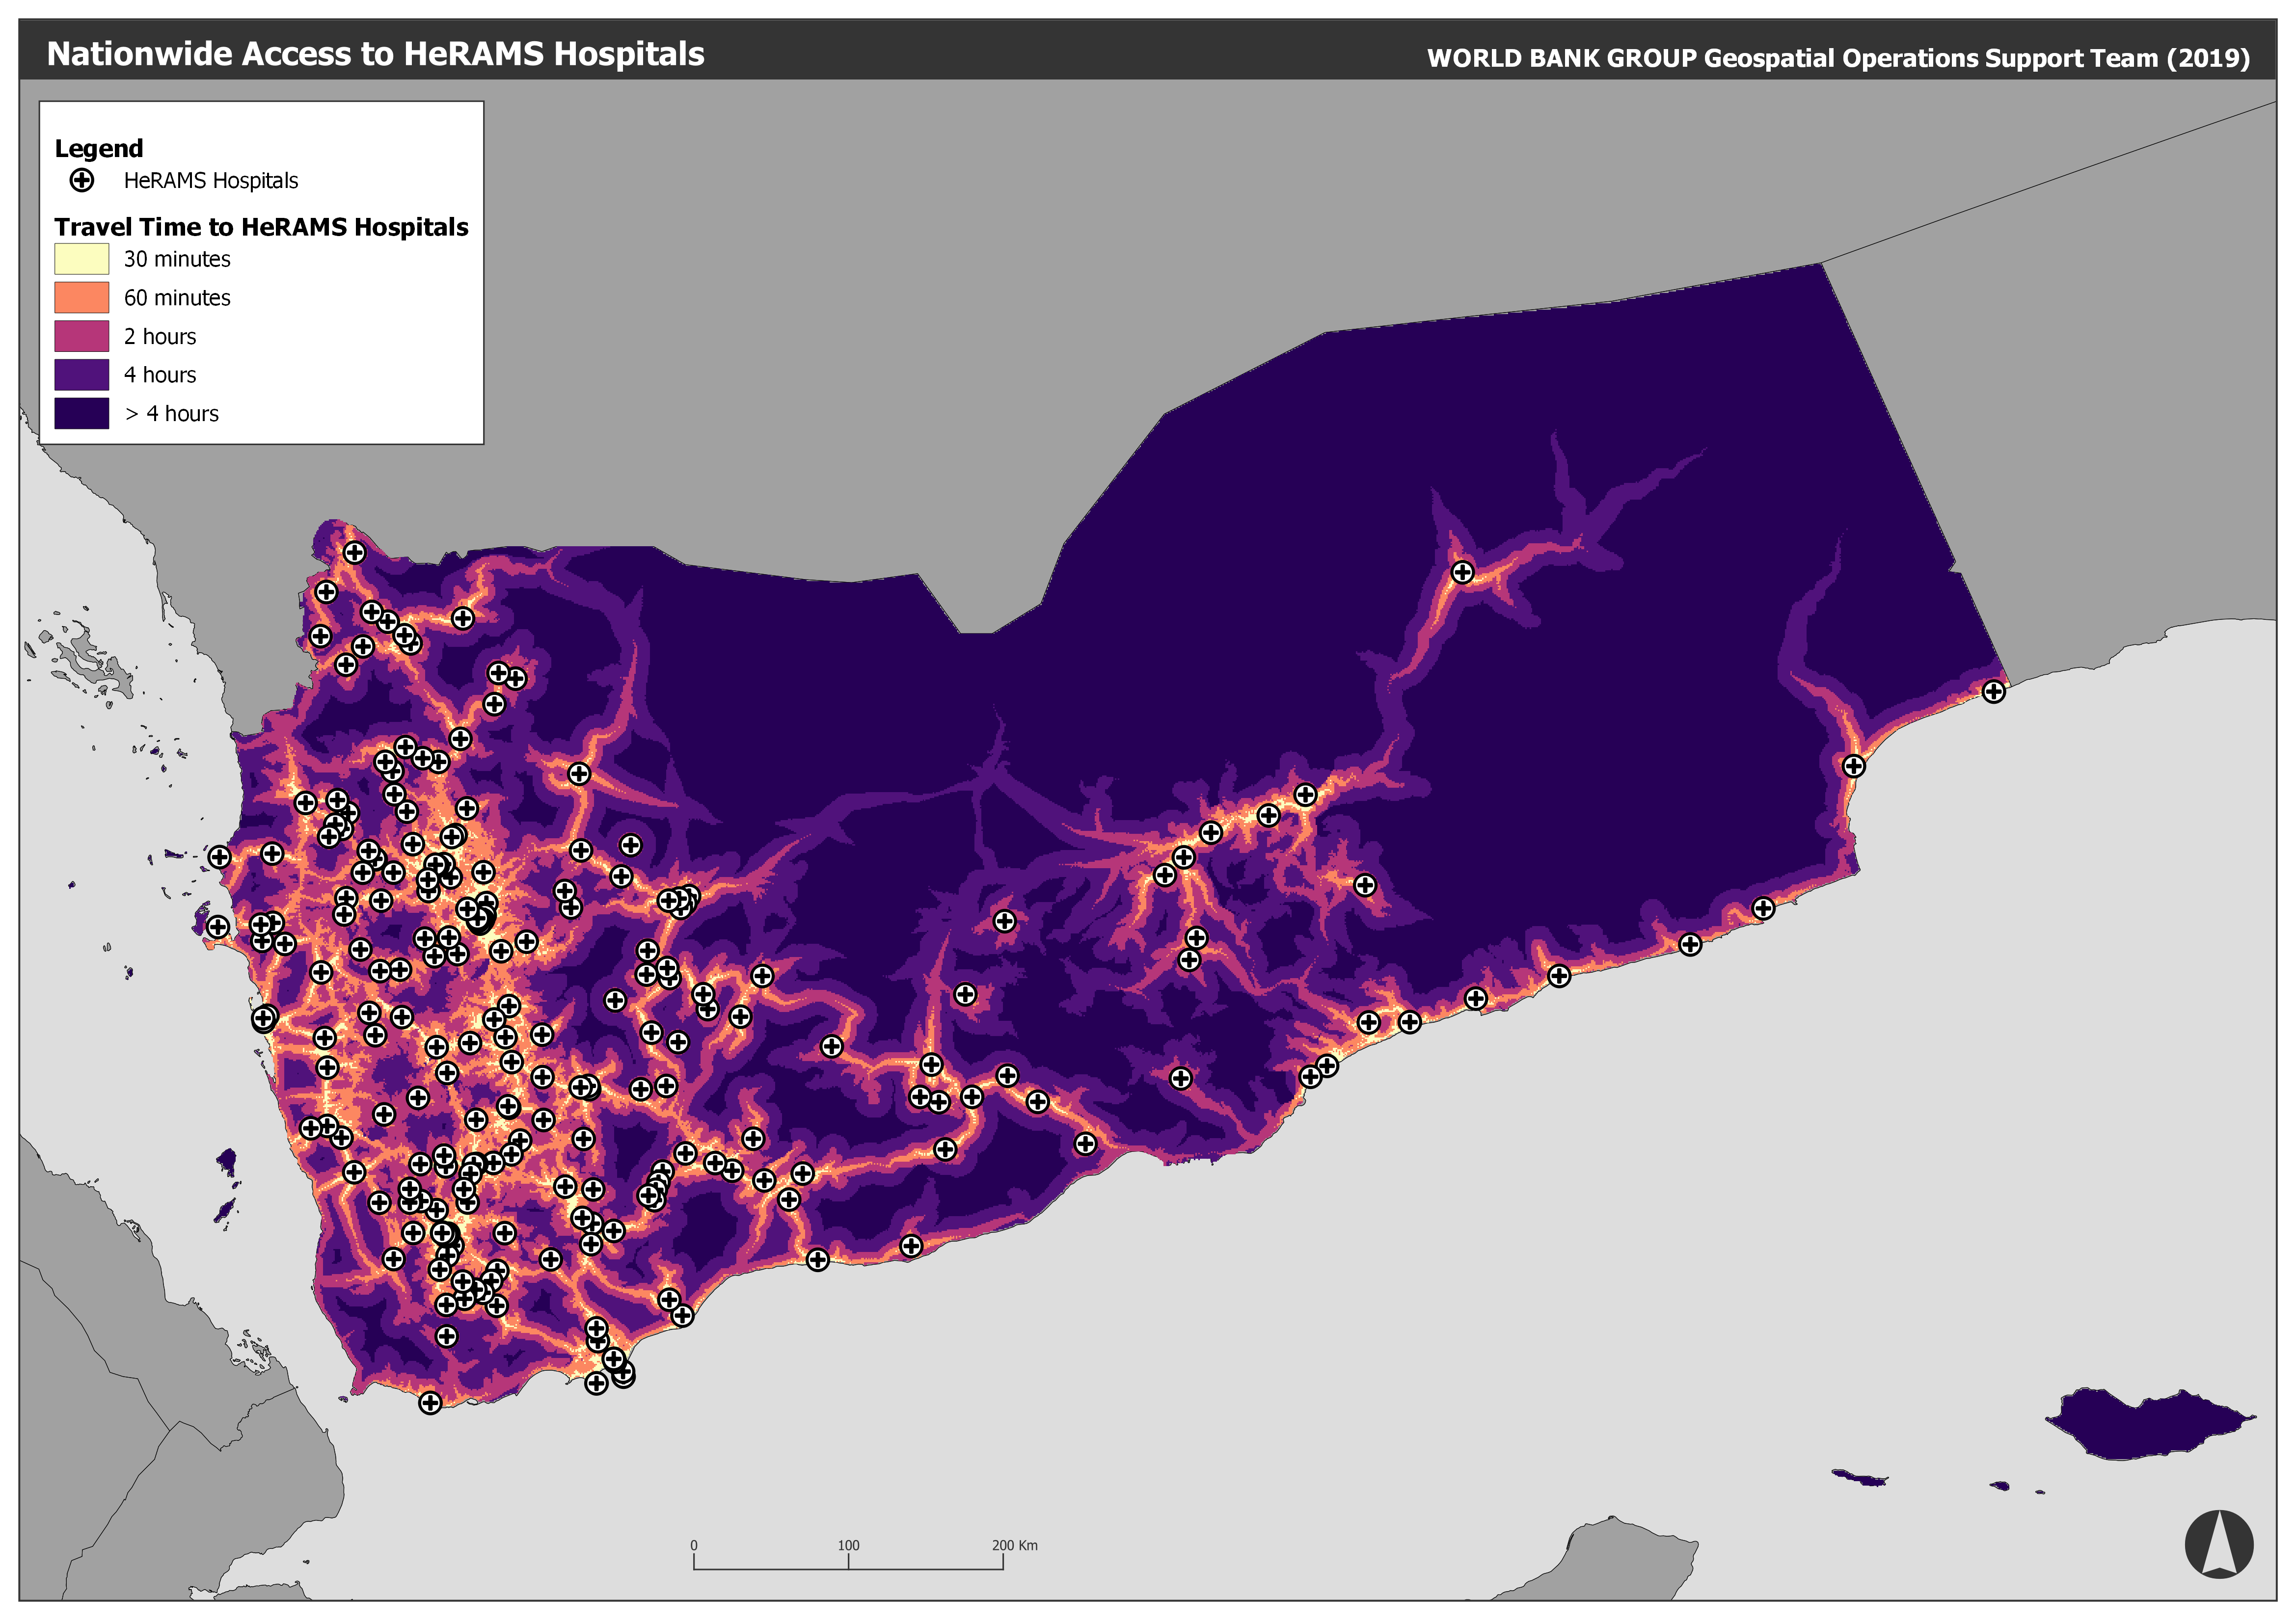 Nationwide Access to HeRAMS Hospitals
WORLD BANK GROUP Geospatial Operations Support Team (2019)
Legend
HeRAMS Hospitals
Travel Time to HeRAMS Hospitals
30 minutes
60 minutes
2 hours
4 hours
> 4 hours
0 100 200 Km